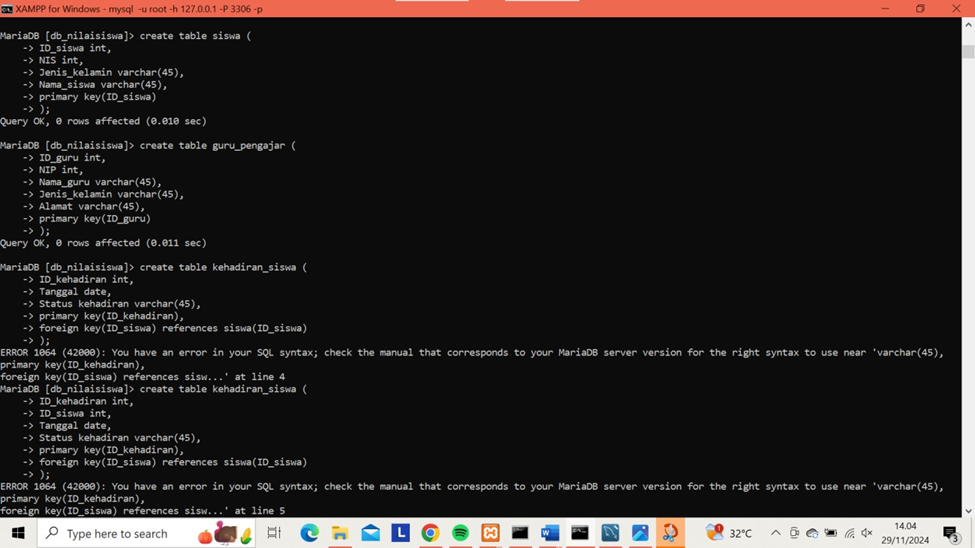 XAMPP for Windows - mysql -u root -h 127.0.0.1 -P 3306 -p
MariaDB [db_nilaisiswa]> create table siswa (
    -> ID_siswa int,
    -> NIS int,
    -> Jenis_kelamin varchar(45),
    -> Nama_siswa varchar(45),
    -> primary key(ID_siswa)
    -> );
Query OK, 0 rows affected (0.010 sec)
MariaDB [db_nilaisiswa]> create table guru_pengajar (
    -> ID_guru int,
    -> NIP int,
    -> Nama_guru varchar(45),
    -> Jenis_kelamin varchar(45),
    -> Alamat varchar(45),
    -> primary key(ID_guru)
    -> );
Query OK, 0 rows affected (0.011 sec)
MariaDB [db_nilaisiswa]> create table kehadiran_siswa (
    -> ID_kehadiran int,
    -> Tanggal date,
    -> Status kehadiran varchar(45),
    -> primary key(ID_kehadiran),
    -> foreign key(ID_siswa) references siswa(ID_siswa)
    -> );
ERROR 1064 (42000): You have an error in your SQL syntax; check the manual that corresponds to your MariaDB server version for the right syntax to use near 'varchar(45),
primary key(ID_kehadiran),
foreign key(ID_siswa) references sisw...' at line 4
MariaDB [db_nilaisiswa]> create table kehadiran_siswa (
    -> ID_kehadiran int,
    -> ID_siswa int,
    -> Tanggal date,
    -> Status kehadiran varchar(45),
    -> primary key(ID_kehadiran),
    -> foreign key(ID_siswa) references siswa(ID_siswa)
    -> );
ERROR 1064 (42000): You have an error in your SQL syntax; check the manual that corresponds to your MariaDB server version for the right syntax to use near 'varchar(45),
primary key(ID_kehadiran),
foreign key(ID_siswa) references sisw...' at line 5
Type here to search
L
W
1
32°C
14.04
29/11/2024
3